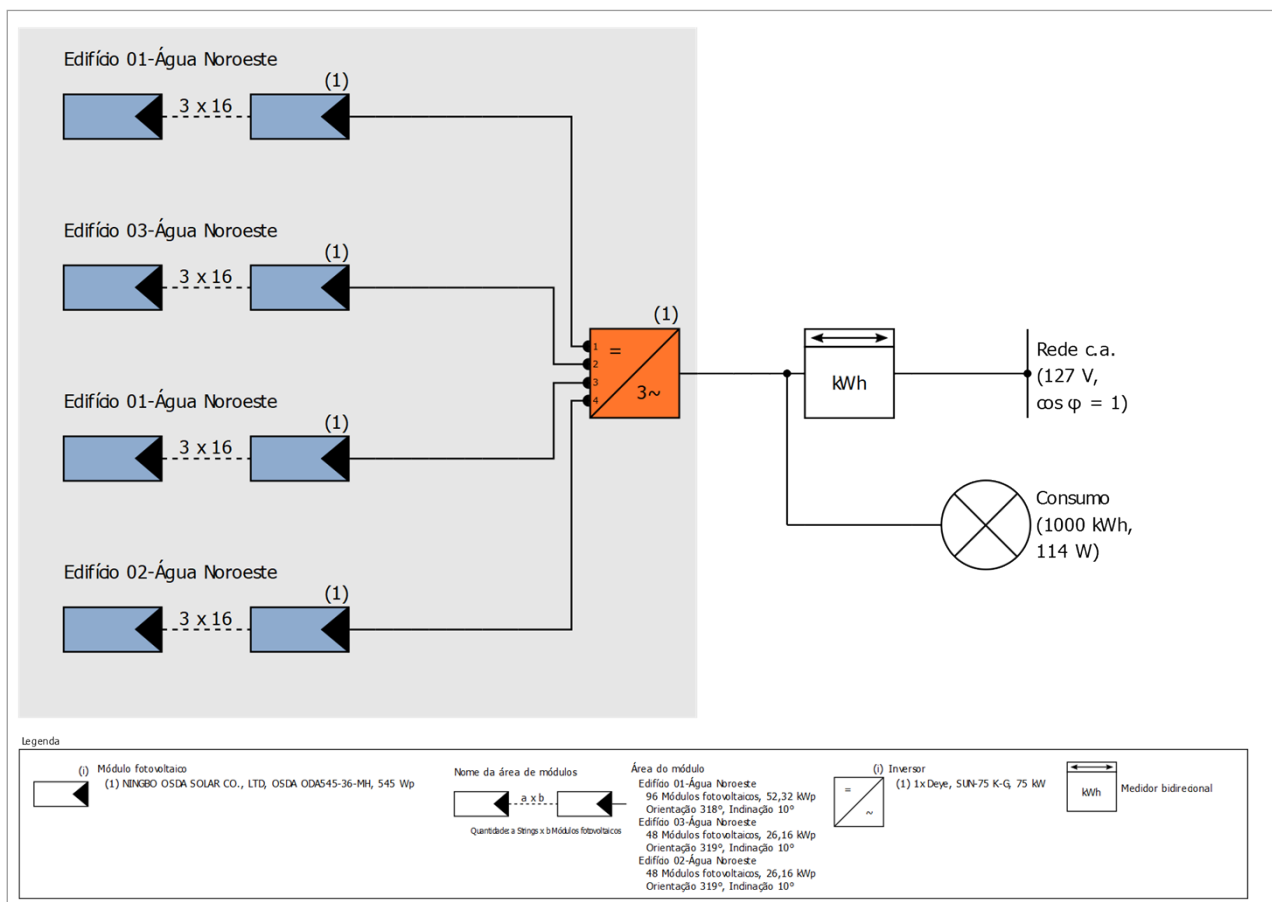 Edifício 01-Água Noroeste
(1)
3 x 16
Edifício 03-Água Noroeste
(1)
3 x 16
Edifício 01-Água Noroeste
(1)
3 x 16
Edifício 02-Água Noroeste
(1)
3 x 16
(1)
1
2
3
4
=
3~
kWh
Rede c.a.
(127 V,
cos φ = 1)
Consumo
(1000 kWh,
114 W)
Legenda
(i) Módulo fotovoltaico
(1) NINGBO OSDA SOLAR CO., LTD, OSDA ODA545-36-MH, 545 Wp
Nome da área de módulos
a x b
Quantidade: a Strings x b Módulos fotovoltaicos
Área do módulo
Edifício 01-Água Noroeste
96 Módulos fotovoltaicos, 52,32 kWp
Orientação 318°, Inclinação 10°
Edifício 03-Água Noroeste
48 Módulos fotovoltaicos, 26,16 kWp
Orientação 319°, Inclinação 10°
Edifício 02-Água Noroeste
48 Módulos fotovoltaicos, 26,16 kWp
Orientação 319°, Inclinação 10°
=
~
(i) Inversor
(1) 1x Deye, SUN-75 K-G, 75 kW
kWh
Medidor bidirecional